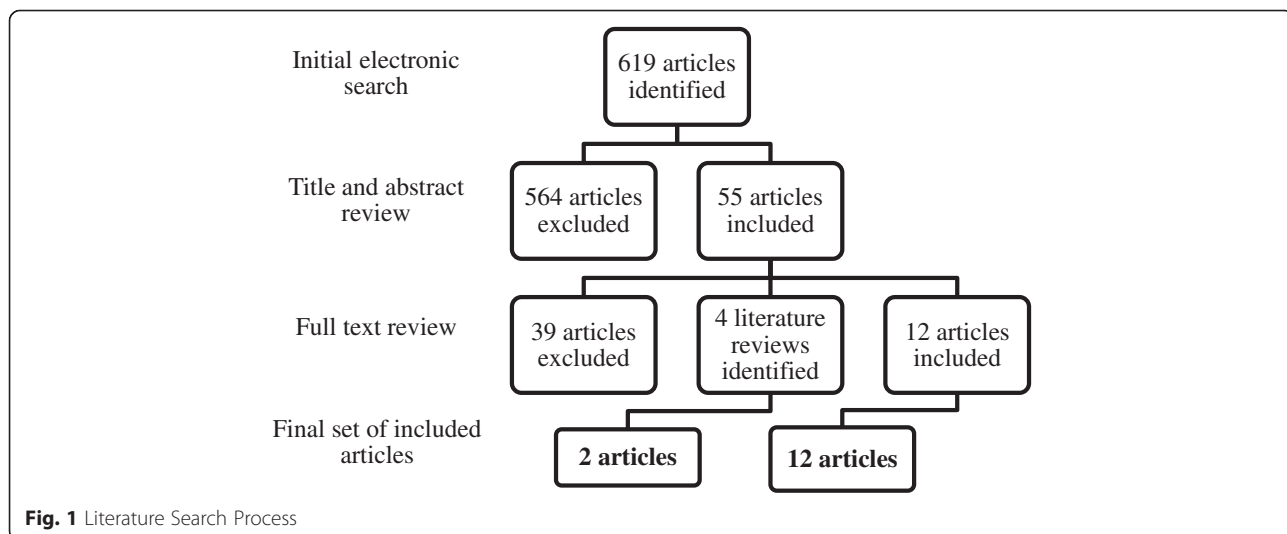 Initial electronic
search
619 articles
identified
Title and abstract
review
564 articles
excluded
55 articles
included
Full text review
39 articles
excluded
4 literature
reviews
identified
12 articles
included
Final set of included
articles
2 articles
12 articles
Fig. 1 Literature Search Process